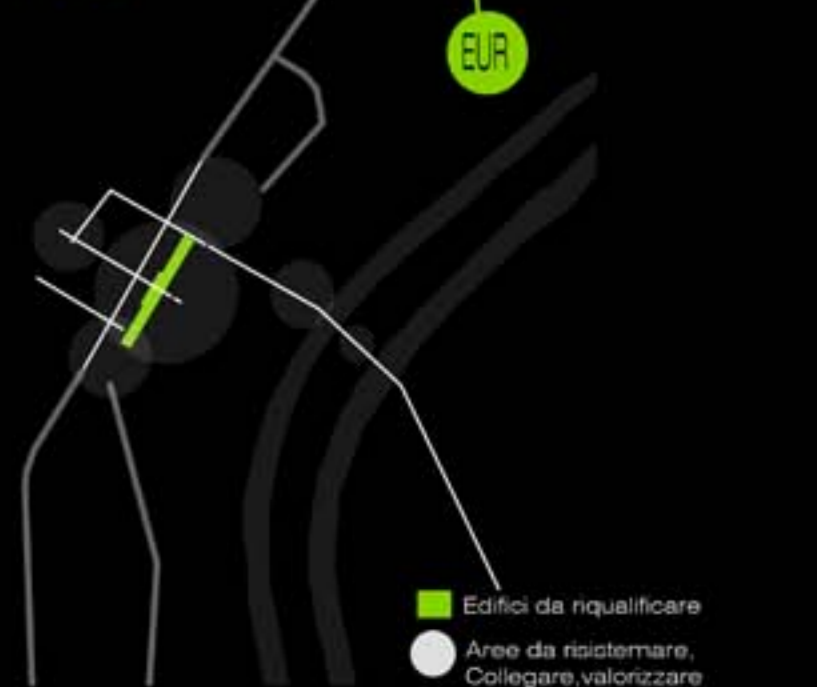 EUR
Edifici da riqualificare
Aree da risistemare,
Collegare,valorizzare